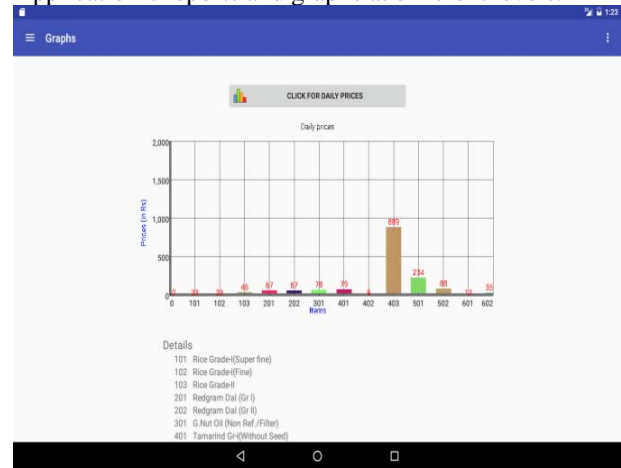 1:23
Graphs
CLICK FOR DAILY PRICES
Daily prices
2,000
1,500
1,000
500
0
Prices (in Rs)
46 67 67 78 79 889 234 88 35
0 101 102 103 201 202 301 401 402 403 501 502 601 602
Items
Details
101 Rice Grade-I(Super fine)
102 Rice Grade-I(Fine)
103 Rice Grade-II
201 Redgram Dal (Gr I)
202 Redgram Dal (Gr II)
301 G.Nut Oil (Non Ref./Filter)
401 Tamarind Gr-I(Without Seed)